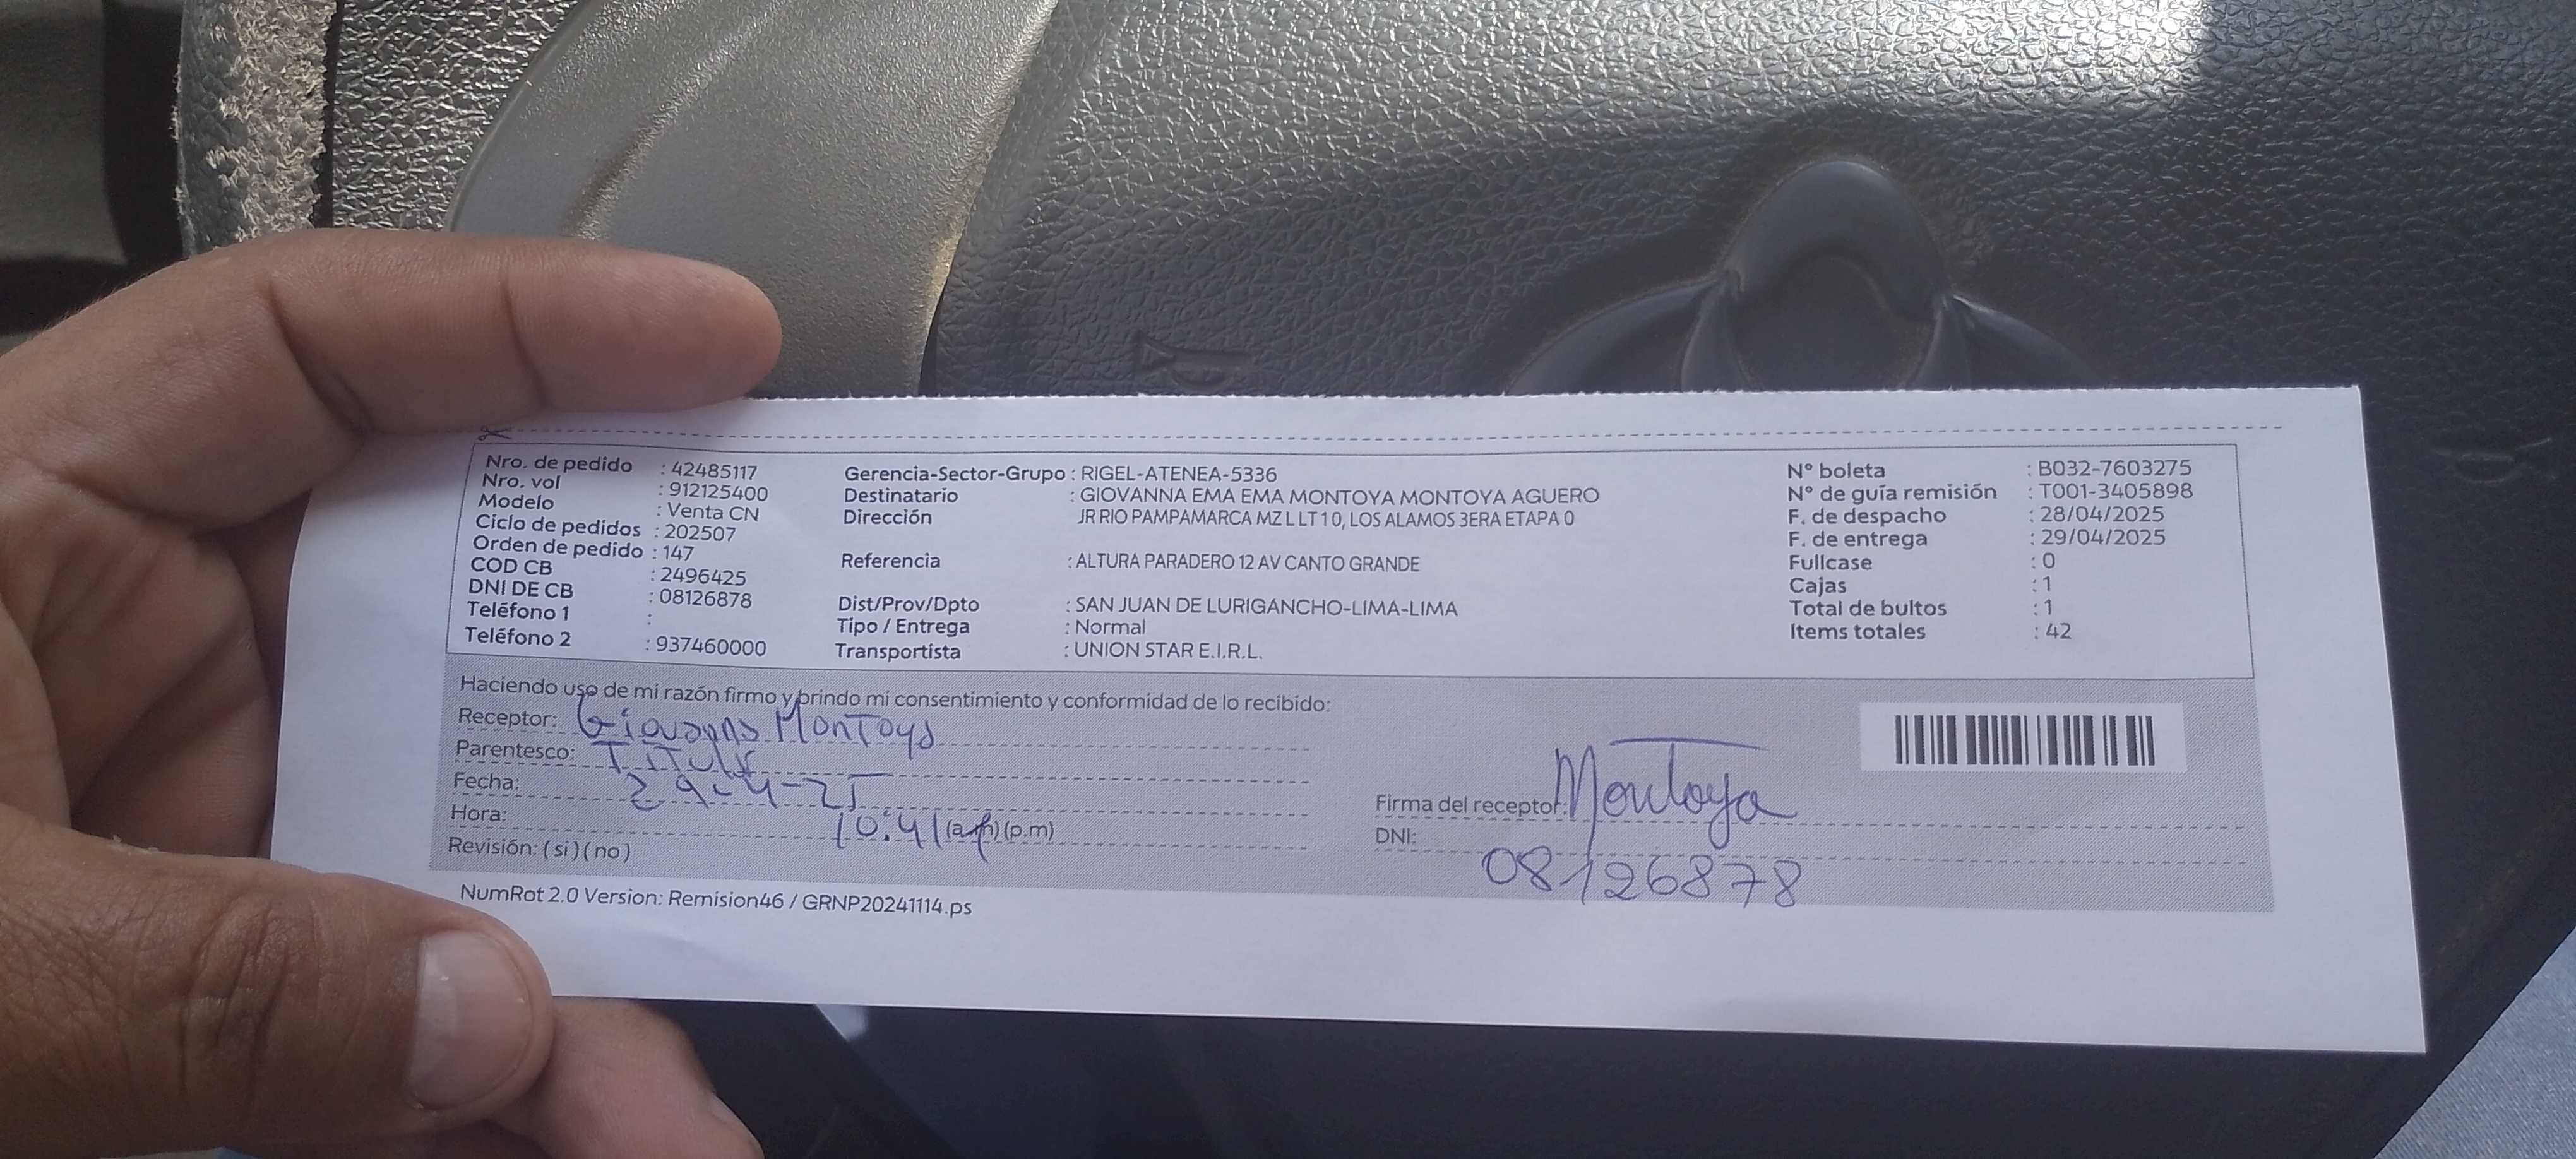 Nro. de pedido : 42485117
Nro. vol : 912125400
Modelo : Venta CN
Ciclo de pedidos : 202507
Orden de pedido : 147
COD CB : 2496425
DNI DE CB : 08126878
Teléfono 1 :
Teléfono 2 : 937460000
Gerencia-Sector-Grupo : RIGEL-ATENEA-5336
Destinatario : GIOVANNA EMA EMA MONTOYA MONTOYA AGUERO
Dirección JR RIO PAMPAMARCA MZ L LT 1 0, LOS ALAMOS 3ERA ETAPA 0
Referencia : ALTURA PARADERO 12 AV CANTO GRANDE
Dist/Prov/Dpto : SAN JUAN DE LURIGANCHO-LIMA-LIMA
Tipo / Entrega : Normal
Transportista : UNION STAR E.I.R.L.
N° boleta : B032-7603275
N° de guía remisión : T001-3405898
F. de despacho : 28/04/2025
F. de entrega : 29/04/2025
Fullcase : 0
Cajas : 1
Total de bultos : 1
Items totales : 42
Haciendo uso de mi razón firmo y brindo mi consentimiento y conformidad de lo recibido:
Receptor: Giovanna Montoya
Parentesco: Titular
Fecha: 29-4-25
Hora: 10:41 (a.m) (p.m)
Revisión: ( si ) ( no )
Firma del receptor: Montoya
DNI: 08126878
NumRot 2.0 Version: Remision46 / GRNP20241114.ps